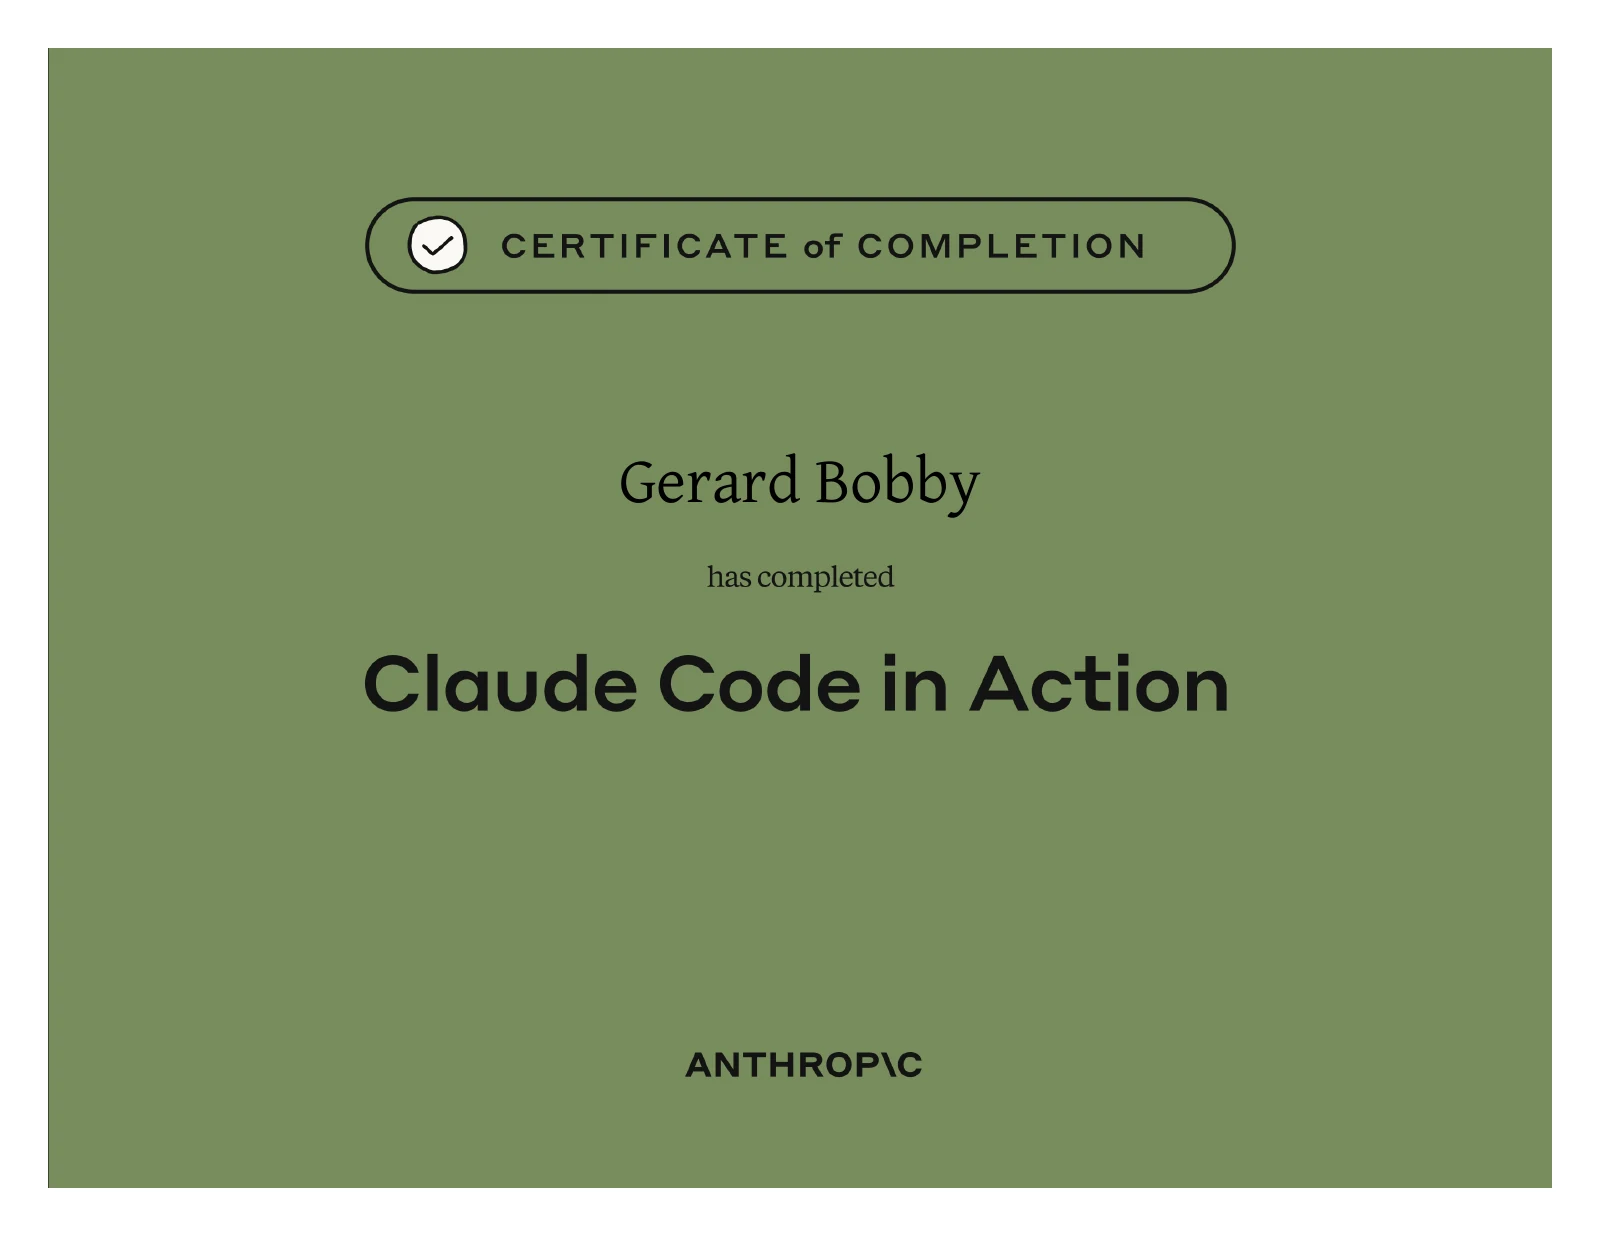 CERTIFICATE of COMPLETION
Gerard Bobby
has completed
Claude Code in Action
ANTHROP\C